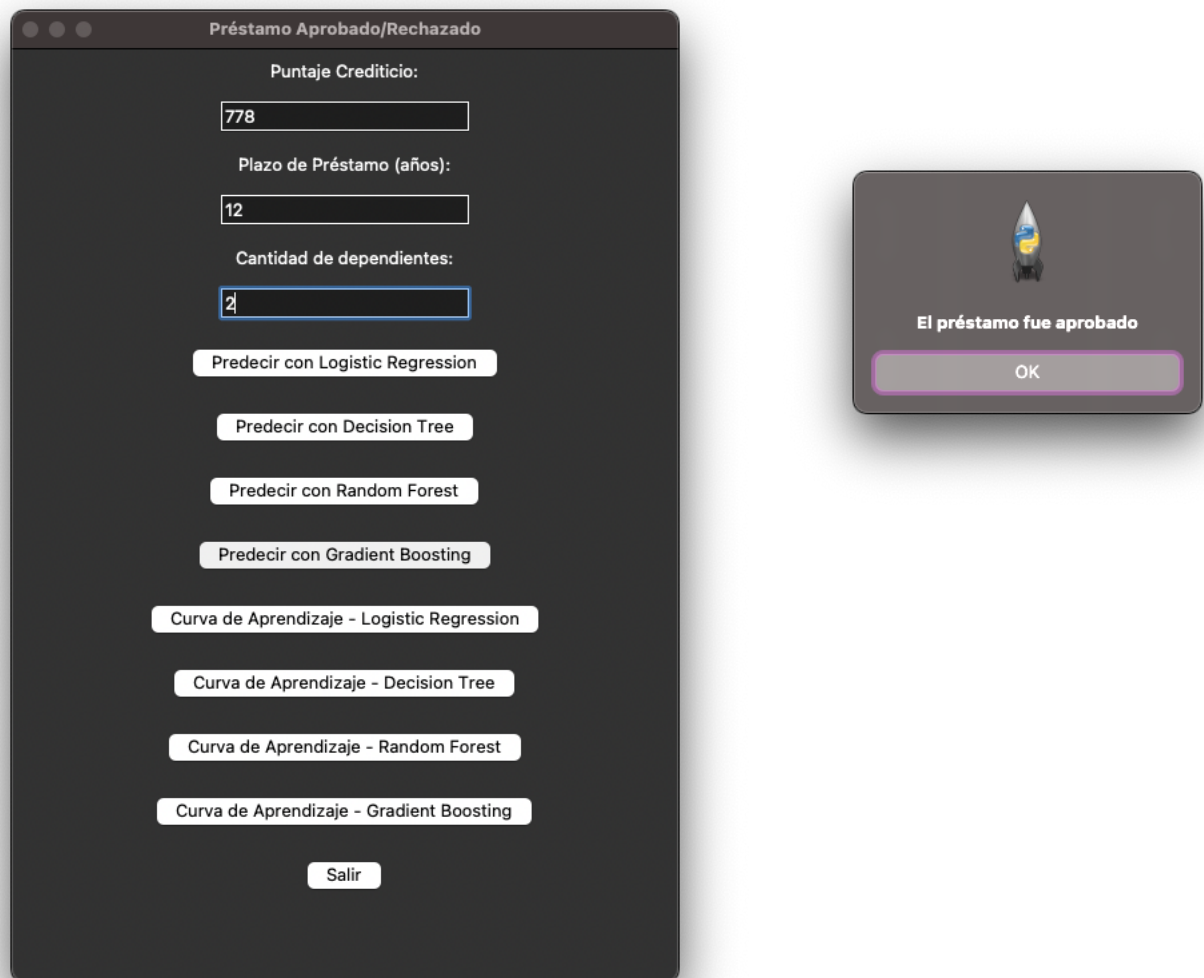 Préstamo Aprobado/Rechazado
Puntaje Crediticio:
778
Plazo de Préstamo (años):
12
Cantidad de dependientes:
2
Predecir con Logistic Regression
Predecir con Decision Tree
Predecir con Random Forest
Predecir con Gradient Boosting
Curva de Aprendizaje - Logistic Regression
Curva de Aprendizaje - Decision Tree
Curva de Aprendizaje - Random Forest
Curva de Aprendizaje - Gradient Boosting
Salir
El préstamo fue aprobado
OK